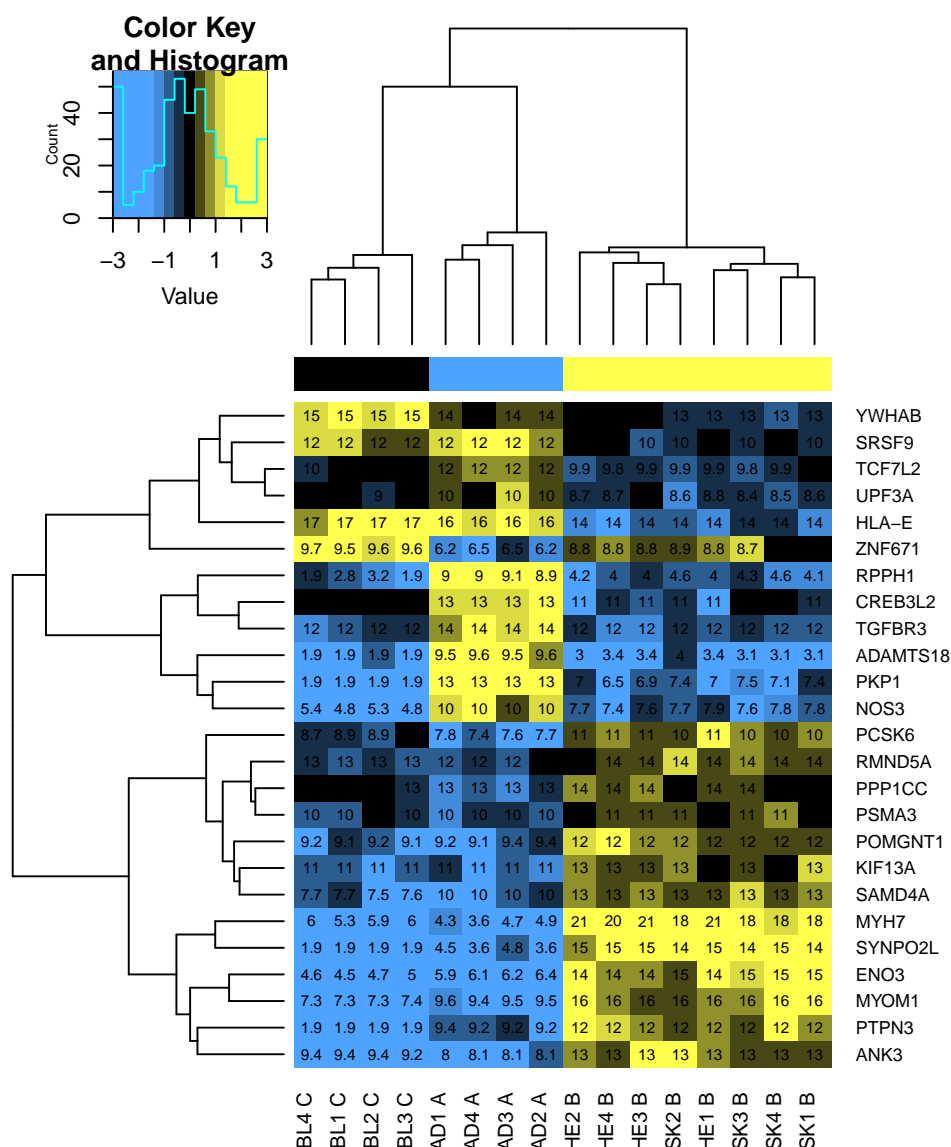 Color Key
and Histogram
Count
0 20 40
−3 −1 1 3
Value
15 15 15 15 14 14 14 13 13 13 13 13 YWHAB
12 12 12 12 12 12 12 12 10 10 10 10 SRSF9
10 12 12 12 12 9.9 9.8 9.9 9.9 9.9 9.8 9.9 TCF7L2
9 10 10 10 8.7 8.7 8.6 8.8 8.4 8.5 8.6 UPF3A
17 17 17 17 16 16 16 16 14 14 14 14 14 14 14 14 HLA−E
9.7 9.5 9.6 9.6 6.2 6.5 6.5 6.2 8.8 8.8 8.8 8.9 8.8 8.7 ZNF671
1.9 2.8 3.2 1.9 9 9 9.1 8.9 4.2 4 4 4.6 4 4.3 4.6 4.1 RPPH1
13 13 13 13 11 11 11 11 11 11 CREB3L2
12 12 12 12 14 14 14 14 12 12 12 12 12 12 12 12 TGFBR3
1.9 1.9 1.9 1.9 9.5 9.6 9.5 9.6 3 3.4 3.4 4 3.4 3.1 3.1 3.1 ADAMTS18
1.9 1.9 1.9 1.9 13 13 13 13 7 6.5 6.9 7.4 7 7.5 7.1 7.4 PKP1
5.4 4.8 5.3 4.8 10 10 10 10 7.7 7.4 7.6 7.7 7.9 7.6 7.8 7.8 NOS3
8.7 8.9 8.9 7.8 7.4 7.6 7.7 11 11 11 10 11 10 10 10 PCSK6
13 13 13 13 12 12 12 14 14 14 14 14 14 14 RMND5A
13 13 13 13 13 14 14 14 14 14 PPP1CC
10 10 10 10 10 10 10 11 11 11 11 11 PSMA3
9.2 9.1 9.2 9.1 9.2 9.1 9.4 9.4 12 12 12 12 12 12 12 12 POMGNT1
11 11 11 11 11 11 11 11 13 13 13 13 13 13 KIF13A
7.7 7.7 7.5 7.6 10 10 10 10 13 13 13 13 13 13 13 13 SAMD4A
6 5.3 5.9 6 4.3 3.6 4.7 4.9 21 20 21 18 21 18 18 18 MYH7
1.9 1.9 1.9 1.9 4.5 3.6 4.8 3.6 15 15 15 14 15 14 15 14 SYNPO2L
4.6 4.5 4.7 5 5.9 6.1 6.2 6.4 14 14 14 15 14 15 15 15 ENO3
7.3 7.3 7.3 7.4 9.6 9.4 9.5 9.5 16 16 16 16 16 16 16 16 MYOM1
1.9 1.9 1.9 1.9 9.4 9.2 9.2 9.2 12 12 12 12 12 12 12 12 PTPN3
9.4 9.4 9.4 9.2 8 8.1 8.1 8.1 13 13 13 13 13 13 13 13 ANK3
BL4 C
BL1 C
BL2 C
BL3 C
AD1 A
AD4 A
AD3 A
AD2 A
HE2 B
HE4 B
HE3 B
SK2 B
HE1 B
SK3 B
SK4 B
SK1 B